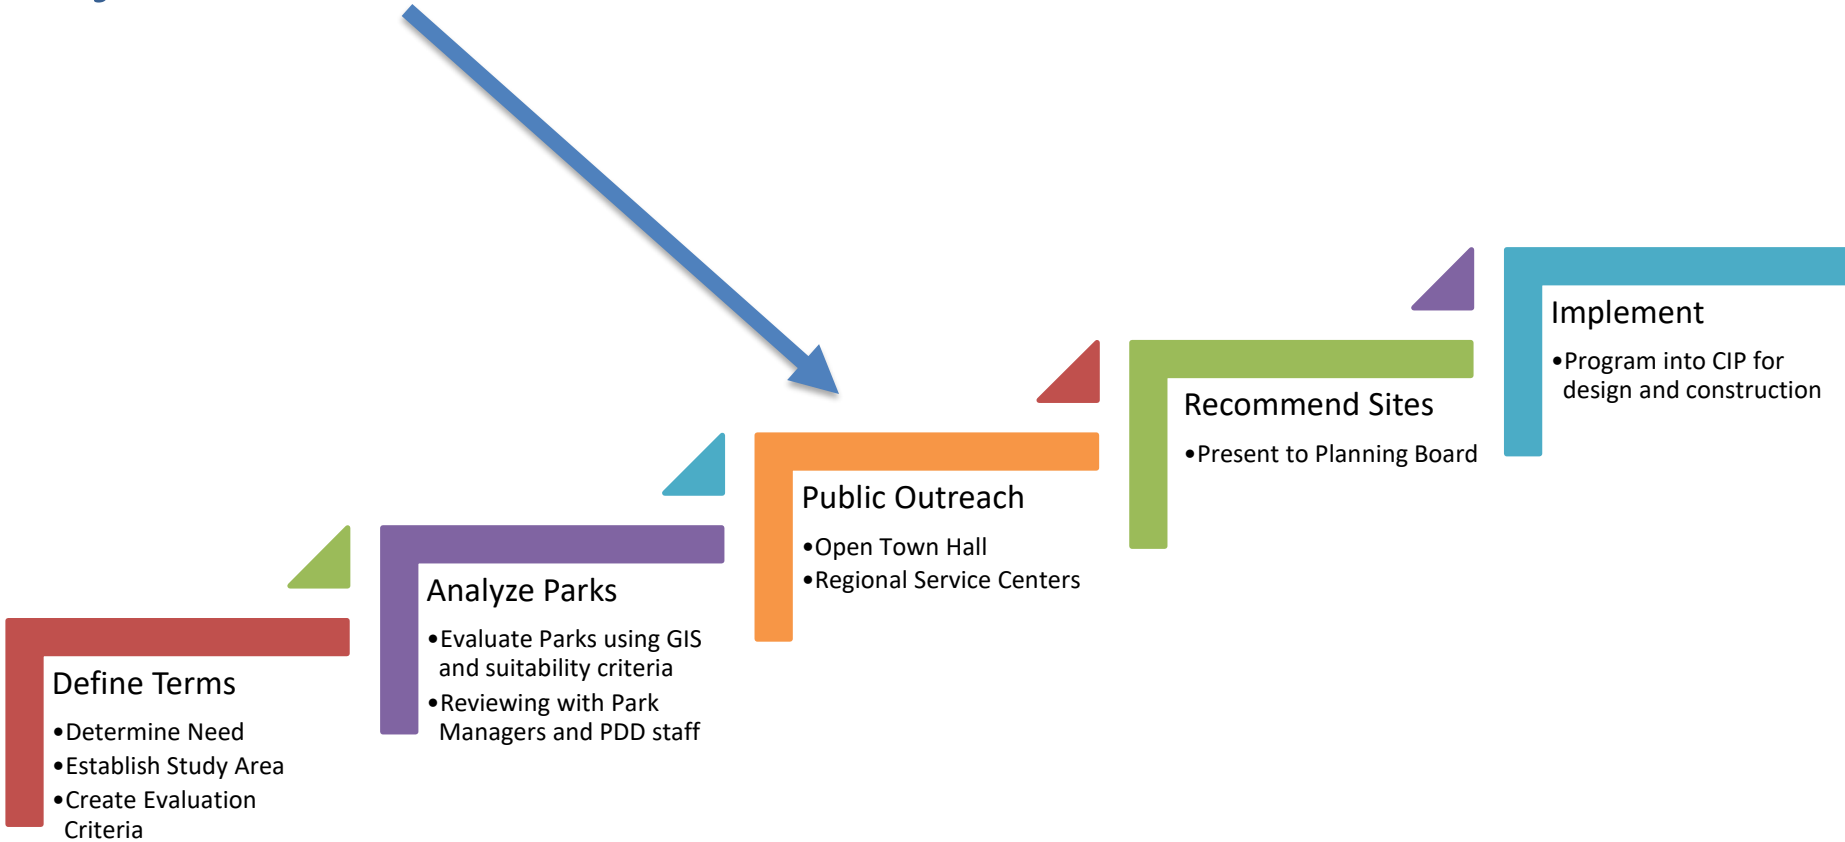 Define Terms
•Determine Need
•Establish Study Area
•Create Evaluation
Criteria
Analyze Parks
•Evaluate Parks using GIS
and suitability criteria
•Reviewing with Park
Managers and PDD staff
Public Outreach
•Open Town Hall
•Regional Service Centers
Recommend Sites
•Present to Planning Board
Implement
•Program into CIP for
design and construction